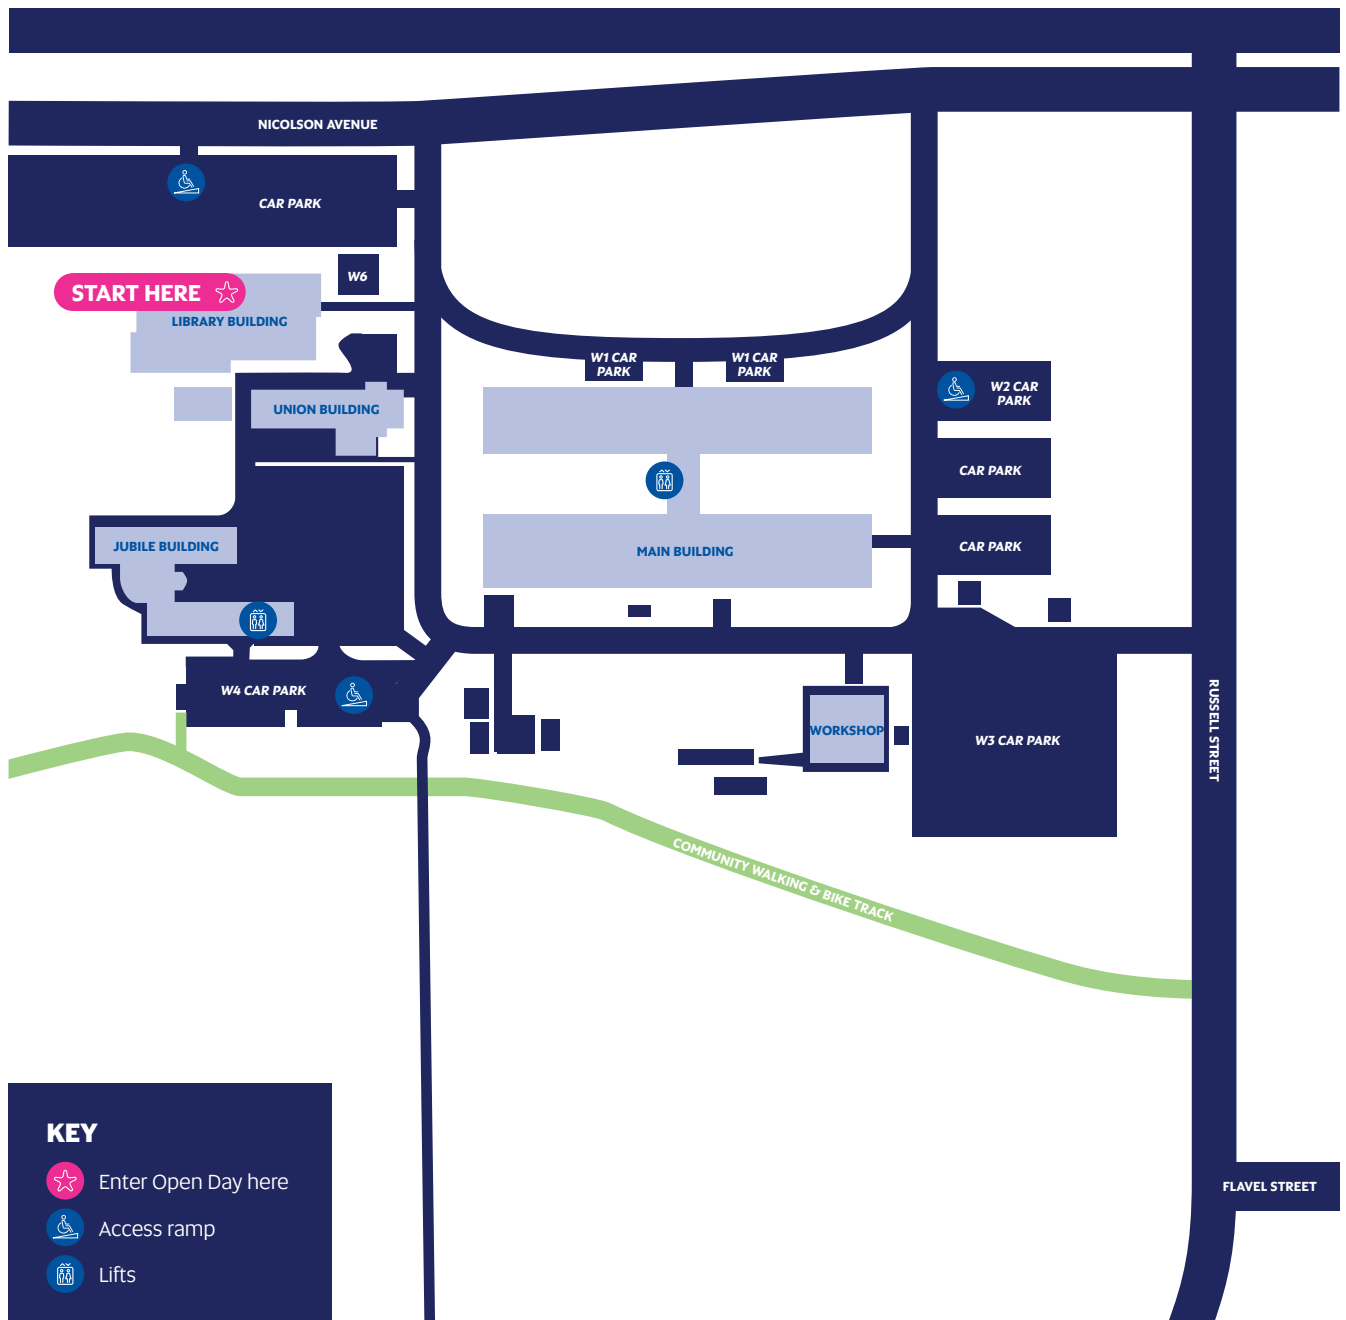 NICOLSON AVENUE
CAR PARK
W6
START HERE
LIBRARY BUILDING
W1 CAR
PARK
W1 CAR
PARK
UNION BUILDING
W2 CAR
PARK
CAR PARK
JUBILE BUILDING
MAIN BUILDING
CAR PARK
W4 CAR PARK
WORKSHOP
W3 CAR PARK
RUSSELL STREET
COMMUNITY WALKING & BIKE TRACK
KEY
Enter Open Day here
Access ramp
Lifts
FLAVEL STREET